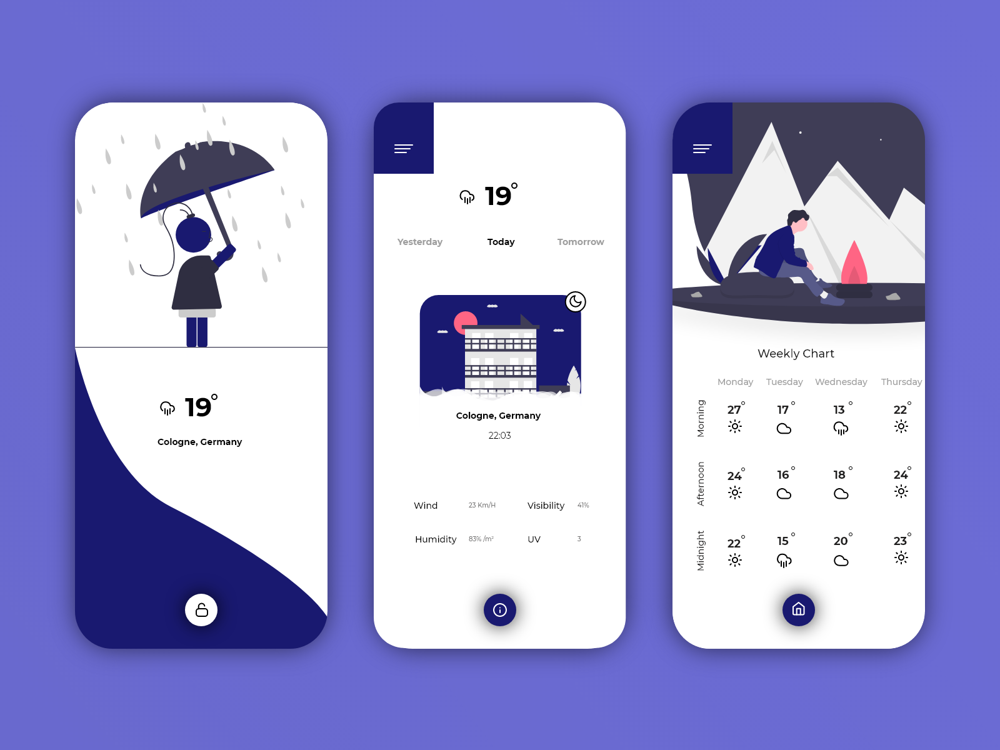 19°
Cologne, Germany
19°
Yesterday Today Tomorrow
Cologne, Germany
22:03
Wind 23 Km/H Visibility 41%
Humidity 83% /m² UV 3
Weekly Chart
Monday Tuesday Wednesday Thursday
Morning 27° 17° 13° 22°
Afternoon 24° 16° 18° 24°
Midnight 22° 15° 20° 23°